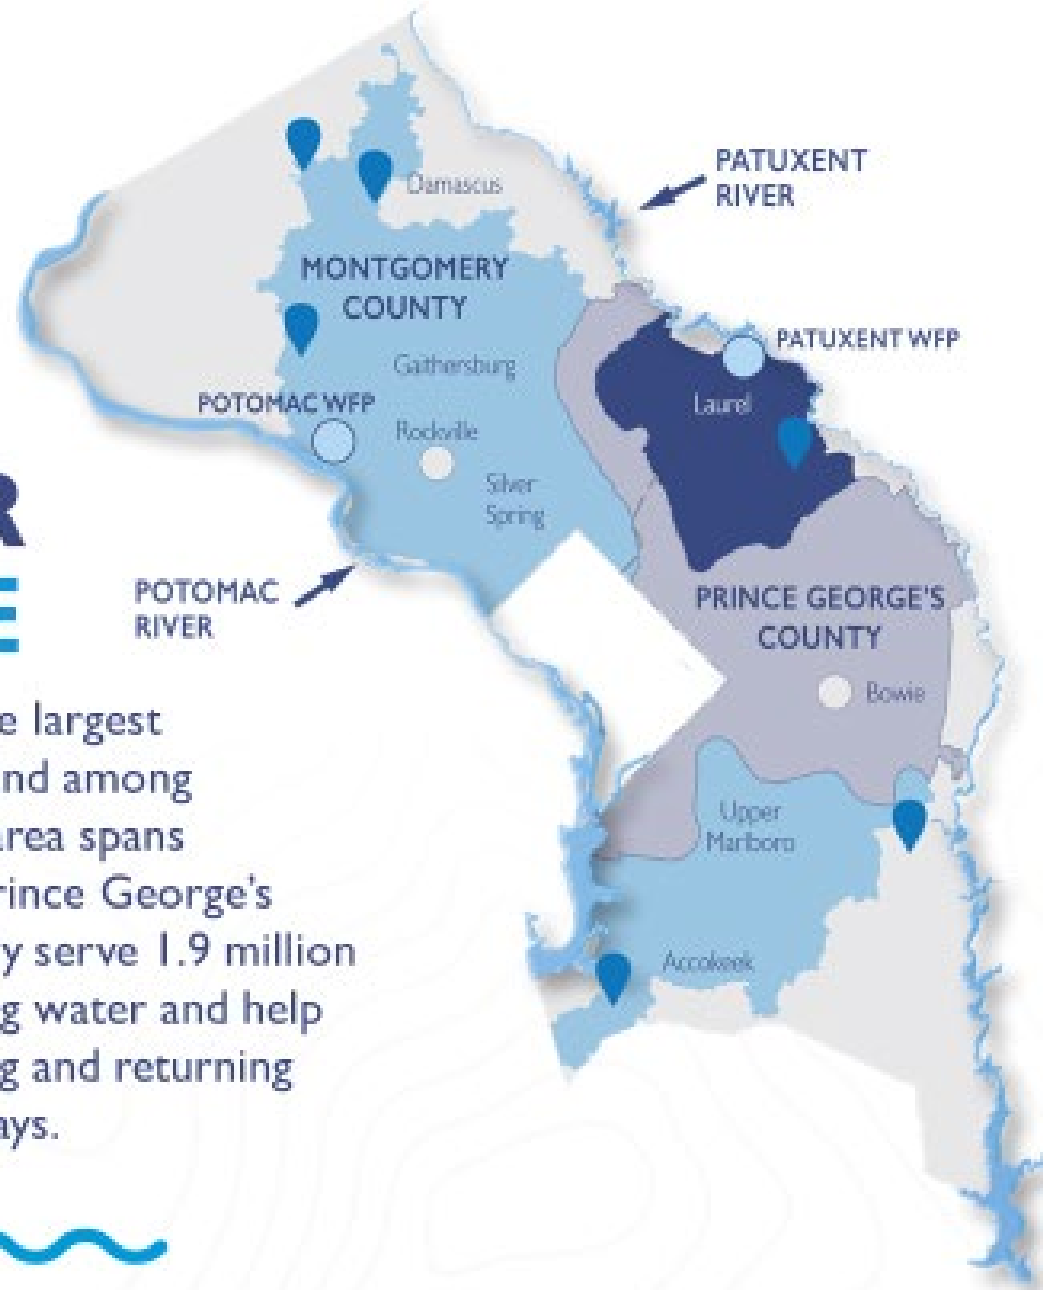 PATUXENT
RIVER
Damascus
MONTGOMERY
COUNTY
PATUXENT WFP
Gaithersburg
POTOMAC WFP
Laurel
Rockville
Silver
Spring
R
E
POTOMAC
RIVER
PRINCE GEORGE'S
COUNTY
Bowie
e largest
nd among
area spans
rince George's
y serve 1.9 million
g water and help
g and returning
ays.
Upper
Marlboro
Accokeek